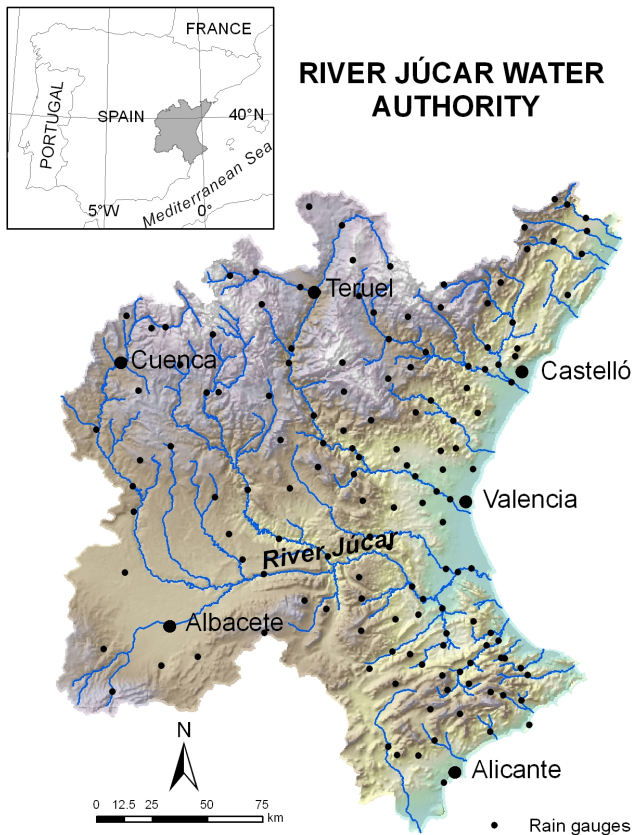 FRANCE
PORTUGAL
SPAIN
40°N
Mediterranean Sea
5°W
0°
RIVER JÚCAR WATER
AUTHORITY
Teruel
Cuenca
Castelló
Valencia
River Júcar
Albacete
N
Alicante
0 12.5 25 50 75
km
Rain gauges